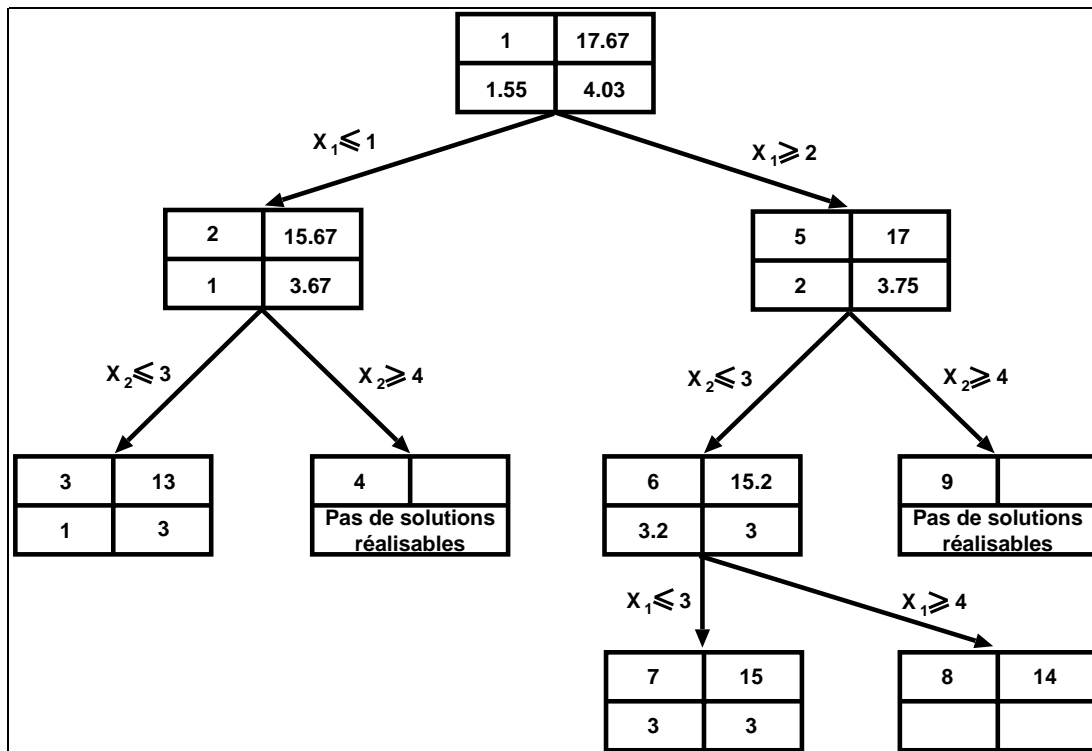 1 17.67
1.55 4.03
X1⩽ 1
X1⩾ 2
2 15.67
1 3.67
5 17
2 3.75
X2⩽ 3
X2⩾ 4
X2⩽ 3
X2⩾ 4
3 13
1 3
4
Pas de solutions
réalisables
6 15.2
3.2 3
9
Pas de solutions
réalisables
X1⩽ 3
X1⩾ 4
7 15
3 3
8 14